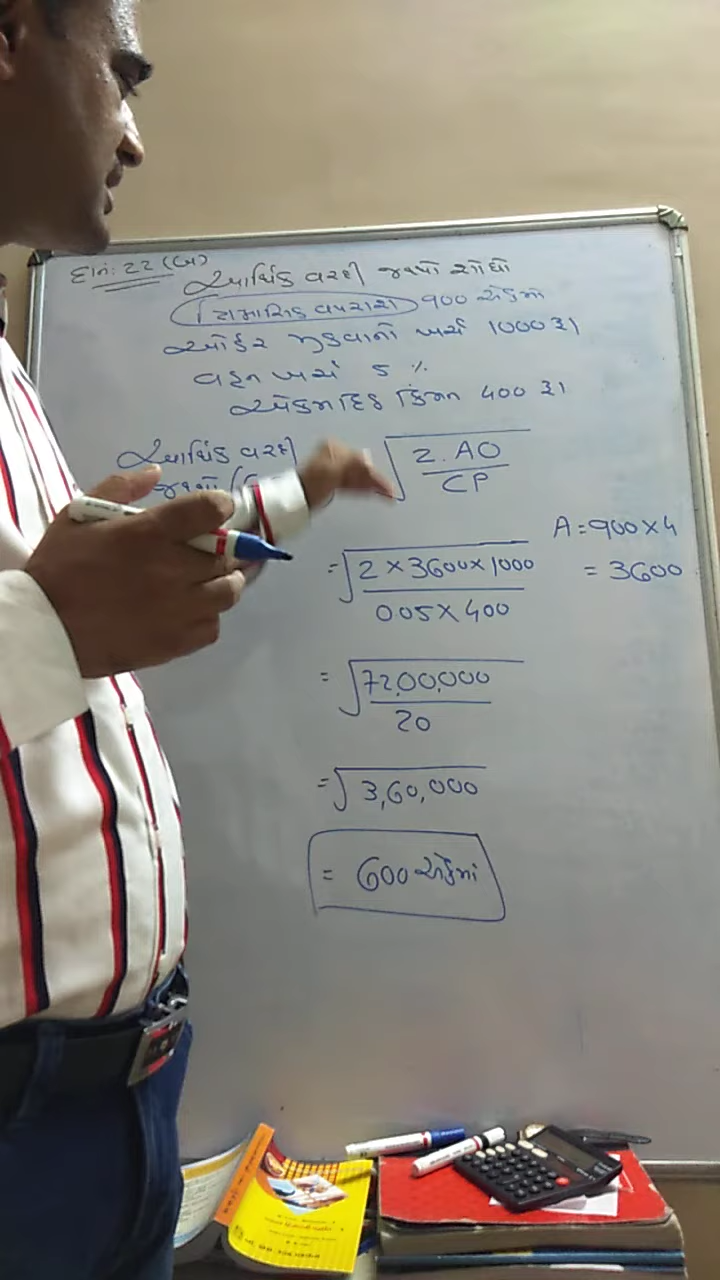 દા.નં: 22 (બ)
આર્થિક વરદી જથ્થો શોધો
ત્રિમાસિક વપરાશ 900 એકમો
ઓર્ડર મુકવાનો ખર્ચ 1000 રૂા
વહન ખર્ચ 5 %
એકમ દિઠ કિંમત 400 રૂા
આર્થિક વરદી
જથ્થો
√ 2.AO
CP
A = 900 × 4
= 3600
= √ 2 × 3600 × 1000
005 × 400
= √ 72,00,000
20
= √ 3,60,000
= 600 એકમો